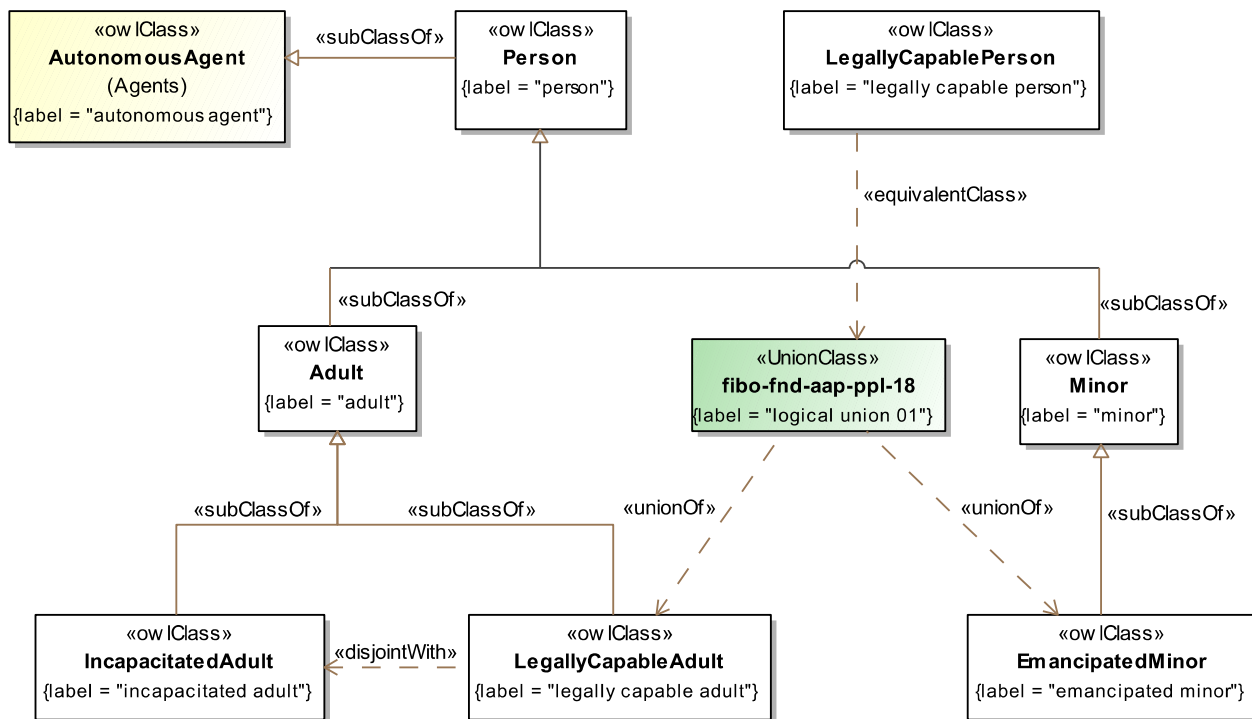 «owlClass»
AutonomousAgent
(Agents)
{label = "autonomous agent"}
«subClassOf»
«owlClass»
Person
{label = "person"}
«owlClass»
LegallyCapablePerson
{label = "legally capable person"}
«equivalentClass»
«subClassOf»
«subClassOf»
«owlClass»
Adult
{label = "adult"}
«UnionClass»
fibo-fnd-aap-ppl-18
{label = "logical union 01"}
«owlClass»
Minor
{label = "minor"}
«subClassOf»
«subClassOf»
«unionOf»
«unionOf»
«subClassOf»
«owlClass»
IncapacitatedAdult
{label = "incapacitated adult"}
«disjointWith»
«owlClass»
LegallyCapableAdult
{label = "legally capable adult"}
«owlClass»
EmancipatedMinor
{label = "emancipated minor"}